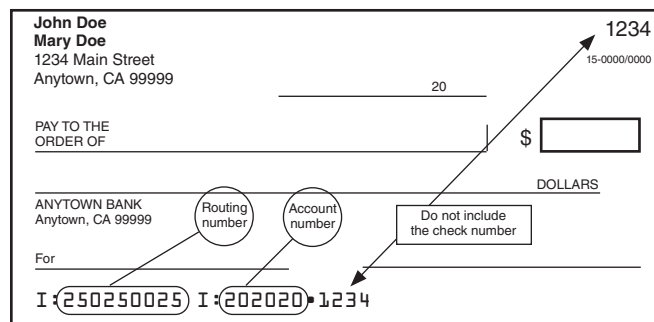 John Doe
1234
Mary Doe
1234 Main Street
15-0000/0000
Anytown, CA 99999
20
PAY TO THE
ORDER OF
$
DOLLARS
ANYTOWN BANK
Anytown, CA 99999
Routing
number
Account
number
Do not include
the check number
For
I:250250025 I:202020 1234